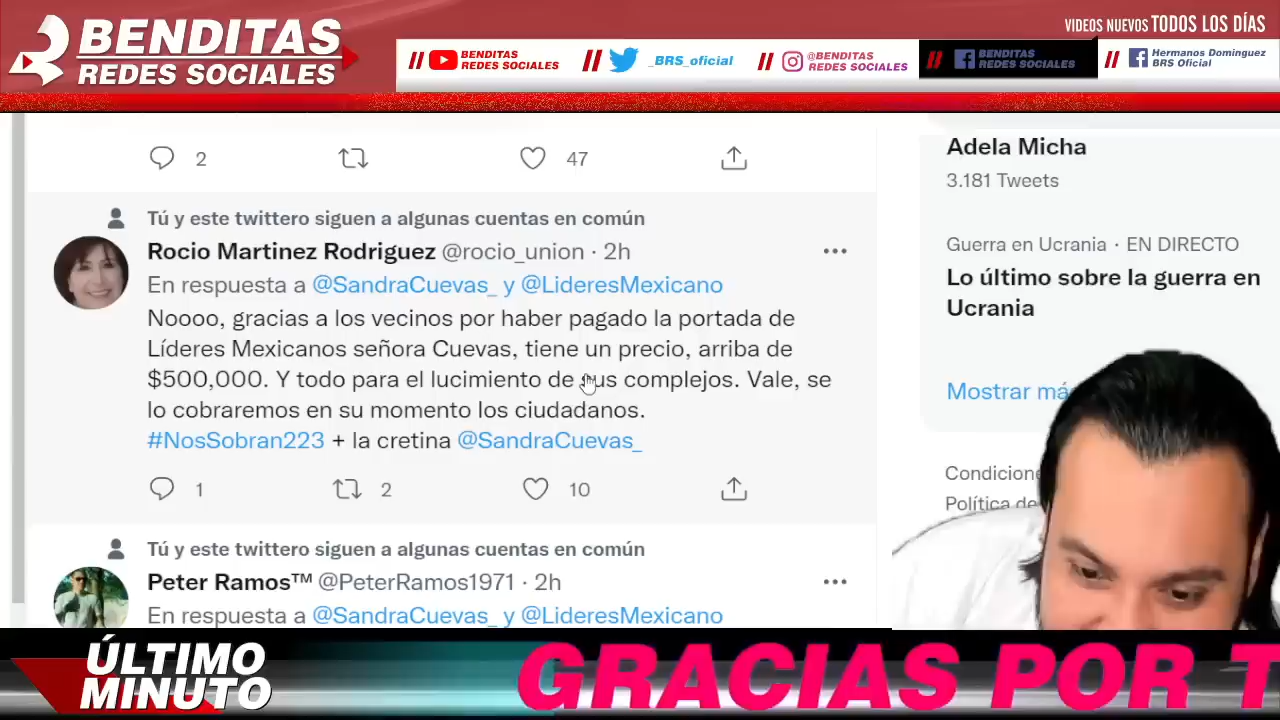 BENDITAS
REDES SOCIALES
VIDEOS NUEVOS TODOS LOS DÍAS
// BENDITAS REDES SOCIALES
// _BRS_oficial
// @BENDITAS REDES SOCIALES
// BENDITAS REDES SOCIALES
// Hermanos Dominguez BRS Oficial
2 47
Tú y este twittero siguen a algunas cuentas en común
Rocio Martinez Rodriguez @rocio_union · 2h
En respuesta a @SandraCuevas_ y @LideresMexicano
Noooo, gracias a los vecinos por haber pagado la portada de
Líderes Mexicanos señora Cuevas, tiene un precio, arriba de
$500,000. Y todo para el lucimiento de sus complejos. Vale, se
lo cobraremos en su momento los ciudadanos.
#NosSobran223 + la cretina @SandraCuevas_
1 2 10
Tú y este twittero siguen a algunas cuentas en común
Peter Ramos™ @PeterRamos1971 · 2h
En respuesta a @SandraCuevas_ y @LideresMexicano
Adela Micha
3.181 Tweets
Guerra en Ucrania · EN DIRECTO
Lo último sobre la guerra en
Ucrania
Mostrar má
Condicione
Política de
ÚLTIMO
MINUTO
GRACIAS POR T